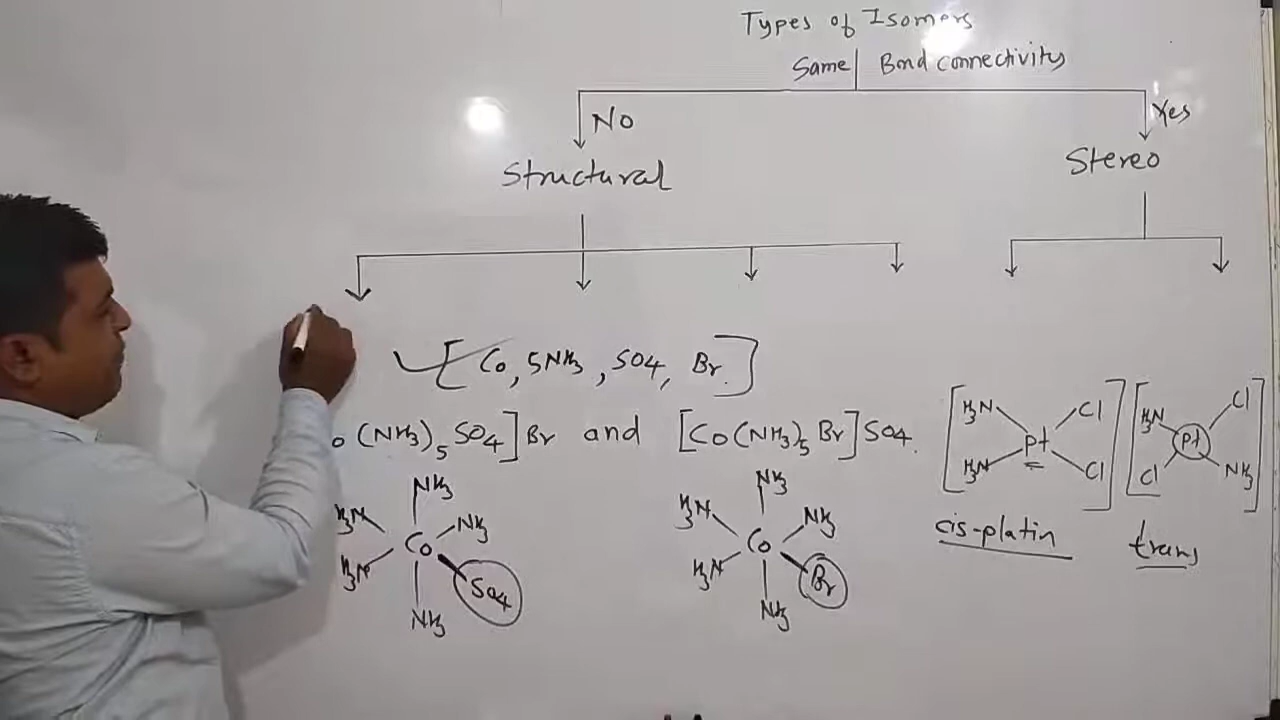 Types of Isomers
Same Bond connectivity
No
Yes
Structural
Stereo
[Co, 5NH3, SO4, Br]
o (NH3)5 SO4] Br and [Co(NH3)5 Br] SO4.
NH3
H3N
NH3
Co
H3N
SO4
NH3
NH3
H3N
NH3
Co
H3N
Br
NH3
H3N
Cl
Pt
H3N
Cl
cis-platin
H3N
Cl
Pt
Cl
NH3
trans